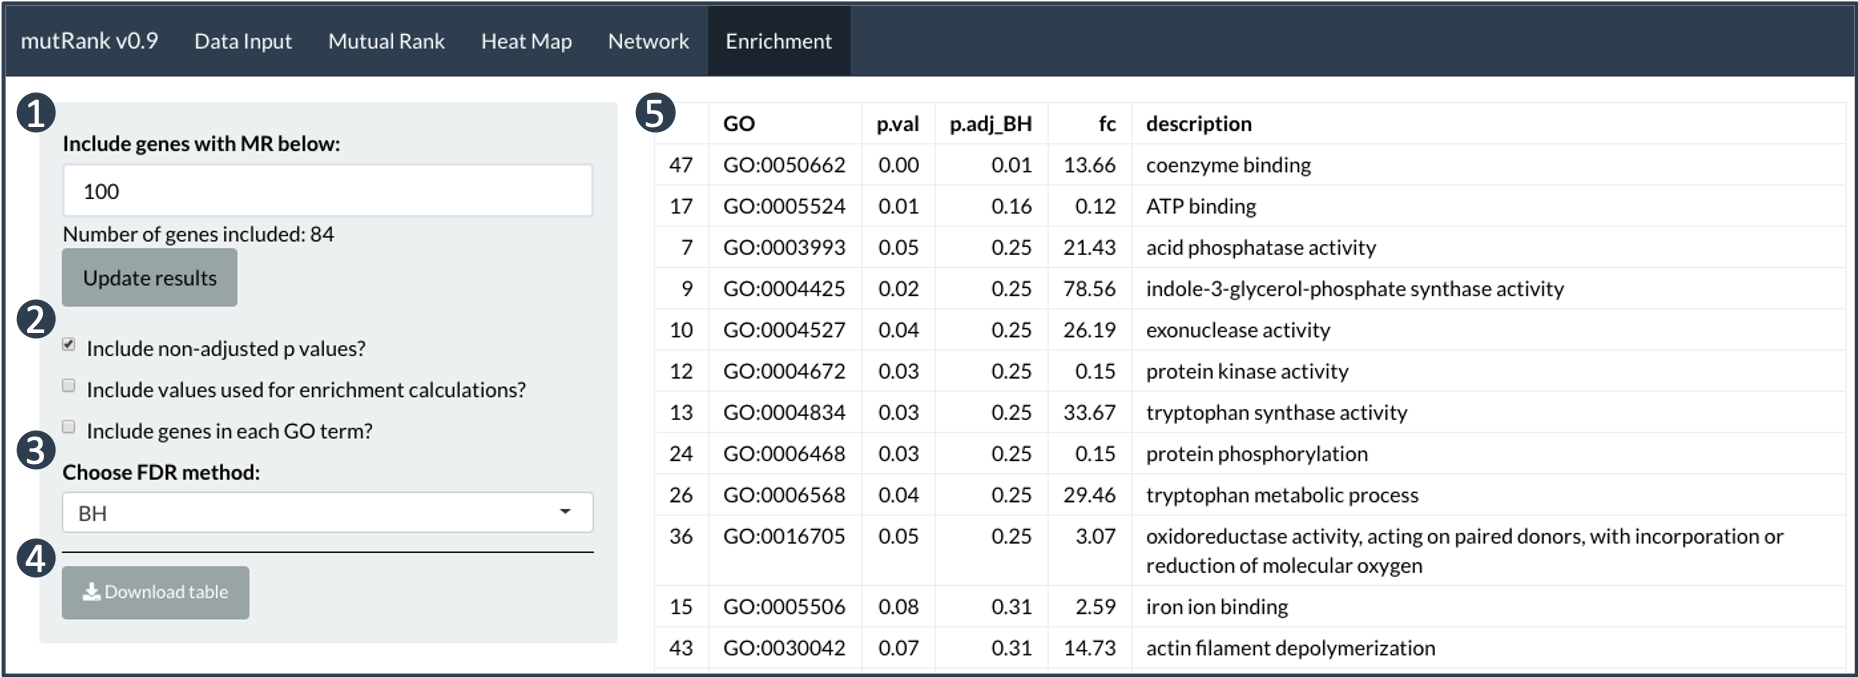 mutRank v0.9 Data Input Mutual Rank Heat Map Network Enrichment
1
Include genes with MR below:
100
Number of genes included: 84
Update results
2
Include non-adjusted p values?
Include values used for enrichment calculations?
Include genes in each GO term?
3
Choose FDR method:
BH
4
Download table
5
GO p.val p.adj_BH fc description
47 GO:0050662 0.00 0.01 13.66 coenzyme binding
17 GO:0005524 0.01 0.16 0.12 ATP binding
7 GO:0003993 0.05 0.25 21.43 acid phosphatase activity
9 GO:0004425 0.02 0.25 78.56 indole-3-glycerol-phosphate synthase activity
10 GO:0004527 0.04 0.25 26.19 exonuclease activity
12 GO:0004672 0.03 0.25 0.15 protein kinase activity
13 GO:0004834 0.03 0.25 33.67 tryptophan synthase activity
24 GO:0006468 0.03 0.25 0.15 protein phosphorylation
26 GO:0006568 0.04 0.25 29.46 tryptophan metabolic process
36 GO:0016705 0.05 0.25 3.07 oxidoreductase activity, acting on paired donors, with incorporation or
reduction of molecular oxygen
15 GO:0005506 0.08 0.31 2.59 iron ion binding
43 GO:0030042 0.07 0.31 14.73 actin filament depolymerization